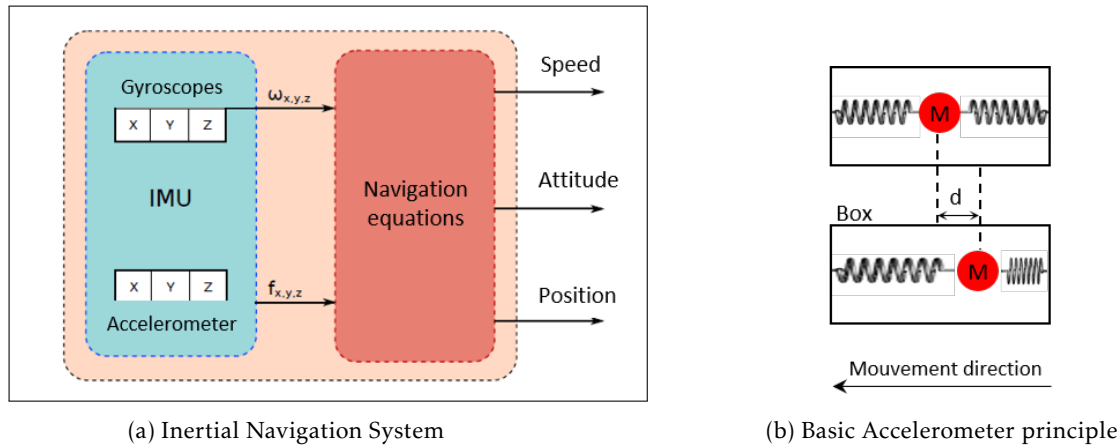 Gyroscopes
X Y Z
IMU
X Y Z
Accelerometer
ωx,y,z
fx,y,z
Navigation
equations
Speed
Attitude
Position
(a) Inertial Navigation System
M
d
Box
M
Mouvement direction
(b) Basic Accelerometer principle